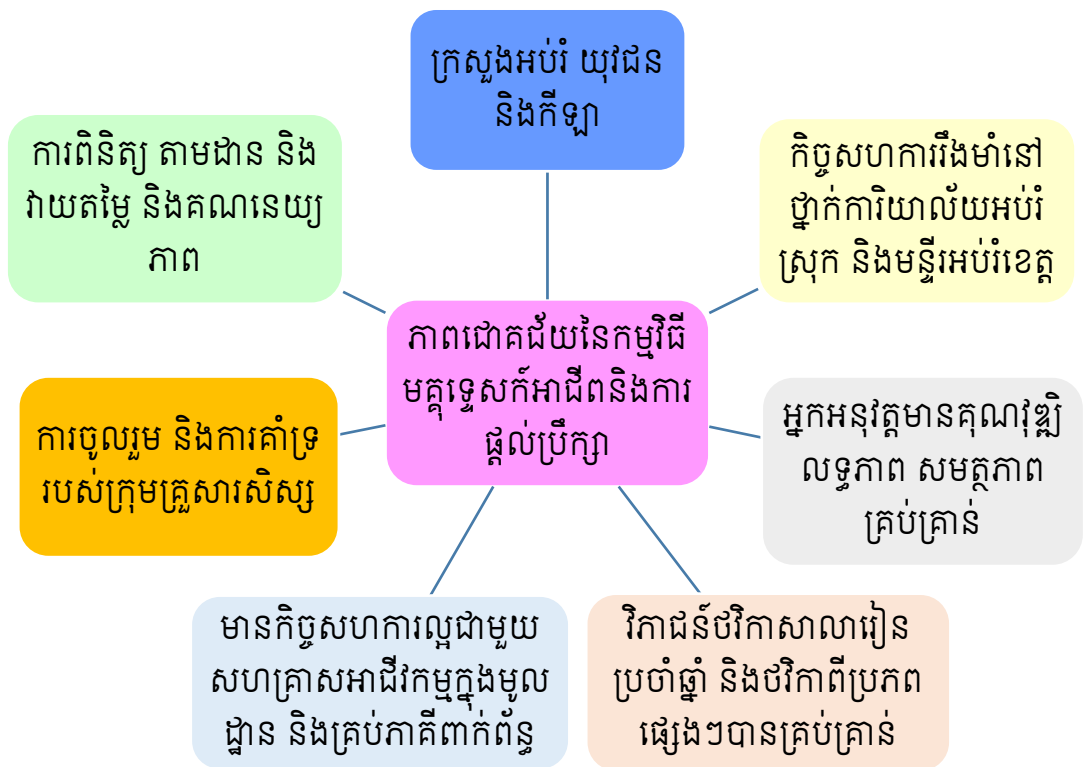 ក្រសួងអប់រំ យុវជន
និងកីឡា
ការពិនិត្យ តាមដាន និង
វាយតម្លៃ និងគណនេយ្យ
ភាព
កិច្ចសហការរឹងមាំនៅ
ថ្នាក់ការិយាល័យអប់រំ
ស្រុក និងមន្ទីរអប់រំខេត្ត
ភាពជោគជ័យនៃកម្មវិធី
មគ្គុទ្ទេសក៍អាជីពនិងការ
ផ្តល់ប្រឹក្សា
ការចូលរួម និងការគាំទ្រ
របស់ក្រុមគ្រួសារសិស្ស
អ្នកអនុវត្តមានគុណវុឌ្ឍិ
លទ្ធភាព សមត្ថភាព
គ្រប់គ្រាន់
មានកិច្ចសហការល្អជាមួយ
សហគ្រាសអាជីវកម្មក្នុងមូល
ដ្ឋាន និងគ្រប់ភាគីពាក់ព័ន្ធ
វិភាជន៍ថវិកាសាលារៀន
ប្រចាំឆ្នាំ និងថវិកាពីប្រភព
ផ្សេងៗបានគ្រប់គ្រាន់